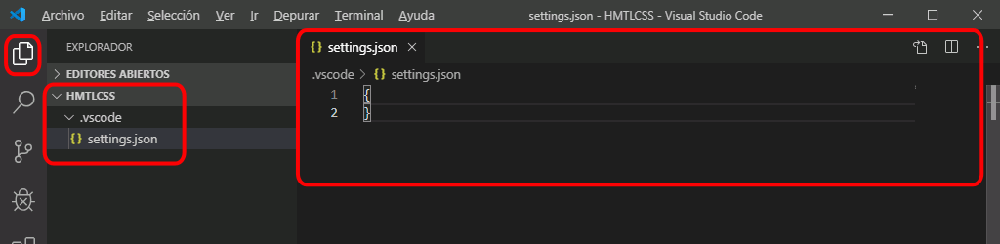 Archivo Editar Selección Ver Ir Depurar Terminal Ayuda settings.json - HMTLCSS - Visual Studio Code
EXPLORADOR
EDITORES ABIERTOS
HMTLCSS
.vscode
{} settings.json
{} settings.json
.vscode > {} settings.json
1 {
2 }